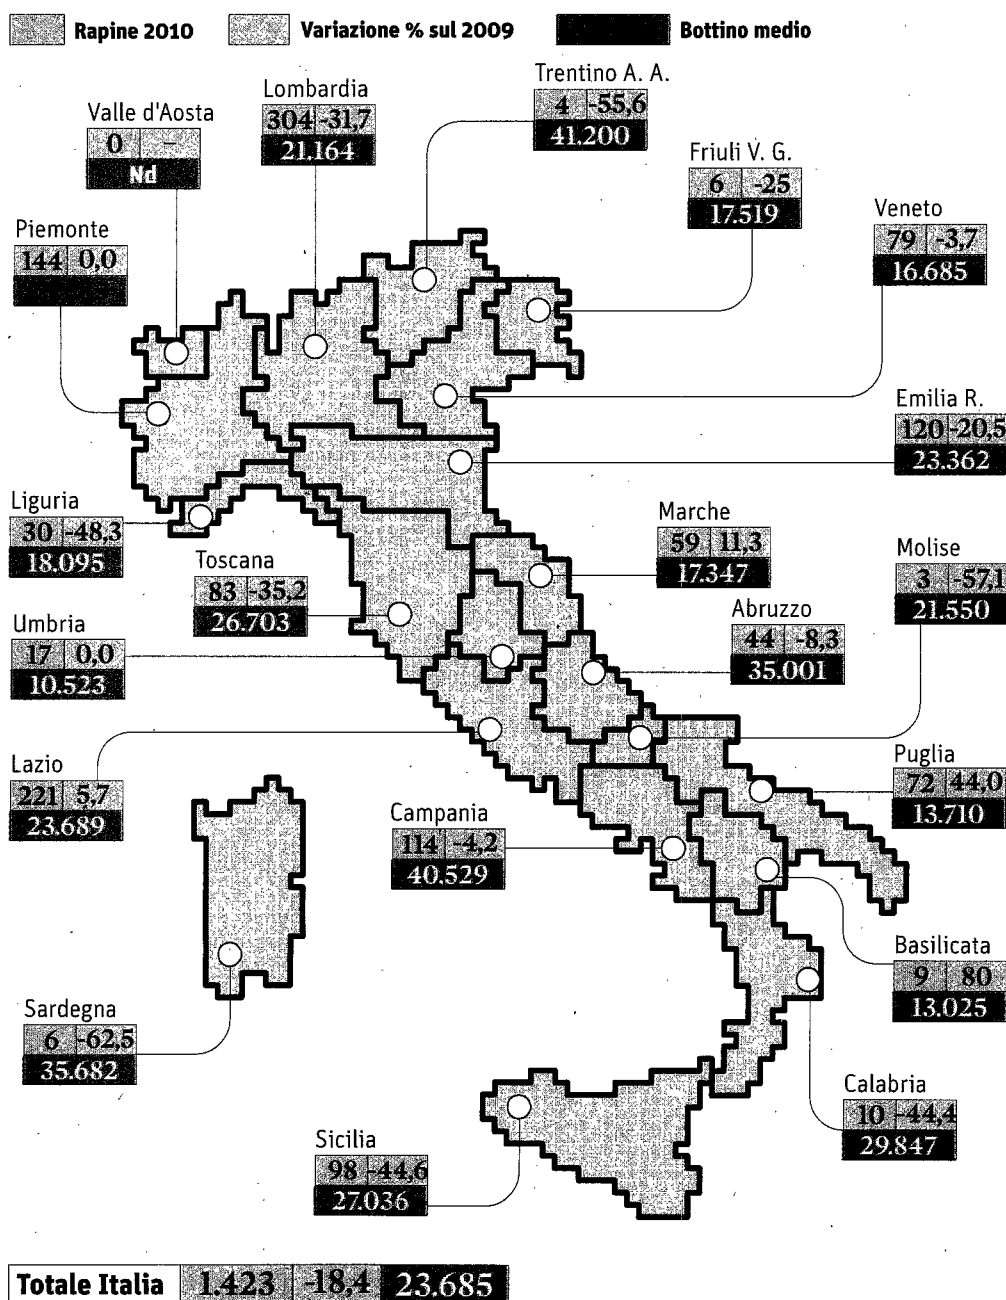 Rapine 2010 Variazione % sul 2009 Bottino medio
Trentino A. A.
4 -55,6
41.200
Lombardia
304 -31,7
21.164
Valle d'Aosta
0 -
Nd
Friuli V. G.
6 -25
17.519
Veneto
79 -3,7
16.685
Piemonte
144 0,0
Emilia R.
120 -20,5
23.362
Liguria
30 -48,3
18.095
Marche
59 11,3
17.347
Molise
3 -57,1
21.550
Toscana
83 -35,2
26.703
Abruzzo
44 -8,3
35.001
Umbria
17 0,0
10.523
Puglia
72 44,0
13.710
Lazio
221 5,7
23.689
Campania
114 -4,2
40.529
Basilicata
9 80
13.025
Sardegna
6 -62,5
35.682
Calabria
10 -44,4
29.847
Sicilia
98 -44,6
27.036
Totale Italia 1.423 -18,4 23.685